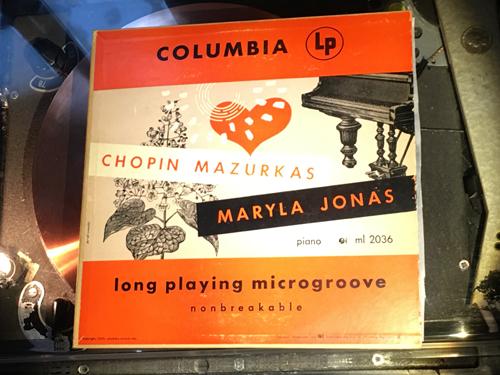 COLUMBIA Lp
CHOPIN MAZURKAS
MARYLA JONAS
piano ml 2036
long playing microgroove
nonbreakable